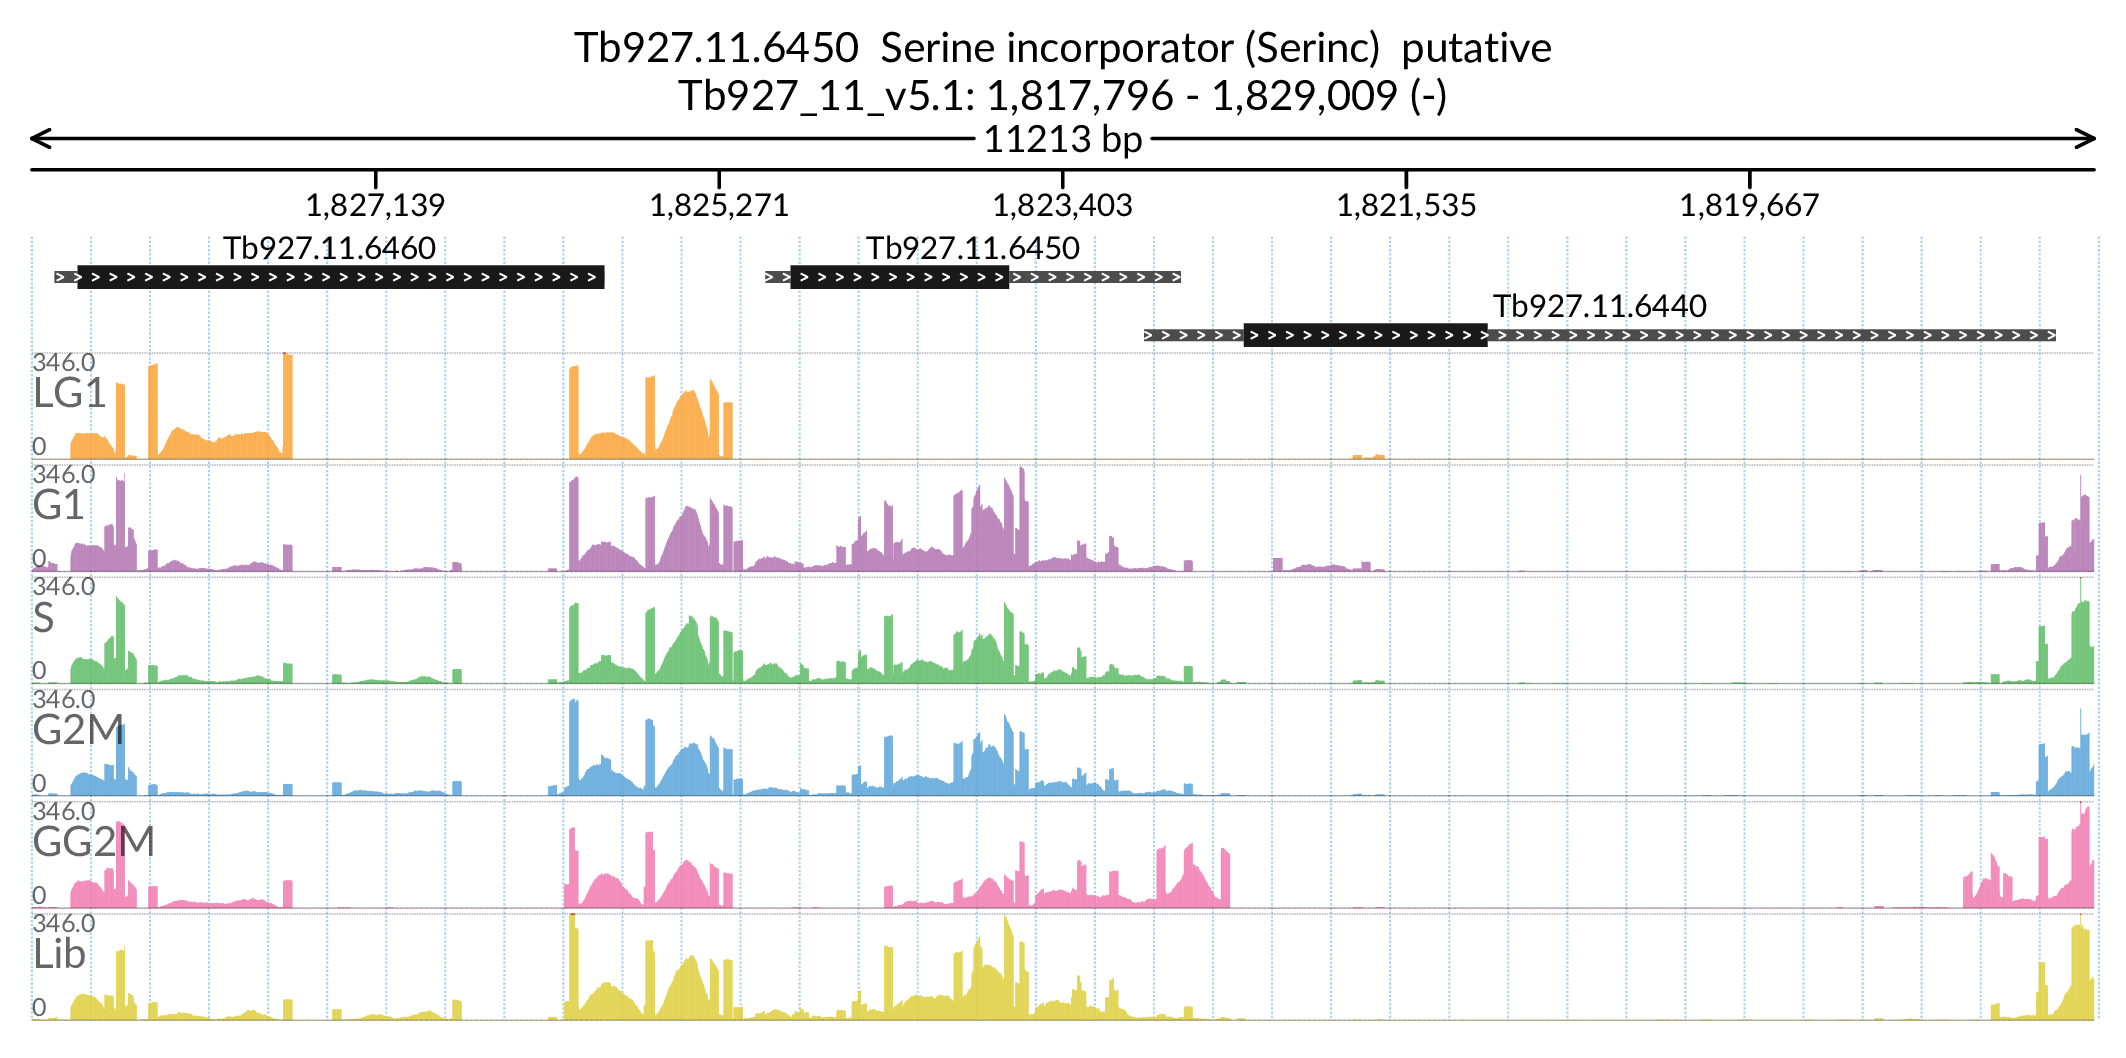 Tb927.11.6450  Serine incorporator (Serinc)  putative
Tb927_11_v5.1: 1,817,796 - 1,829,009 (-)
11213 bp
1,827,139 1,825,271 1,823,403 1,821,535 1,819,667
Tb927.11.6460 Tb927.11.6450
Tb927.11.6440
346.0
LG1
0
346.0
G1
0
346.0
S
0
346.0
G2M
0
346.0
GG2M
0
346.0
Lib
0